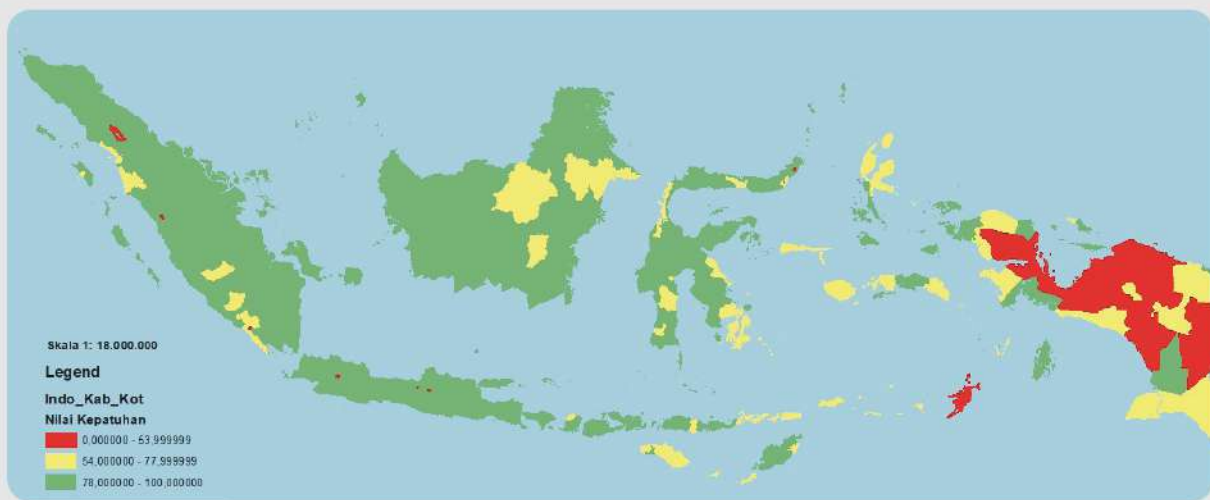 Skala 1: 18.000.000
Legend
Indo_Kab_Kot
Nilai Kepatuhan
0,000000 - 53,999999
54,000000 - 77,999999
78,000000 - 100,000000